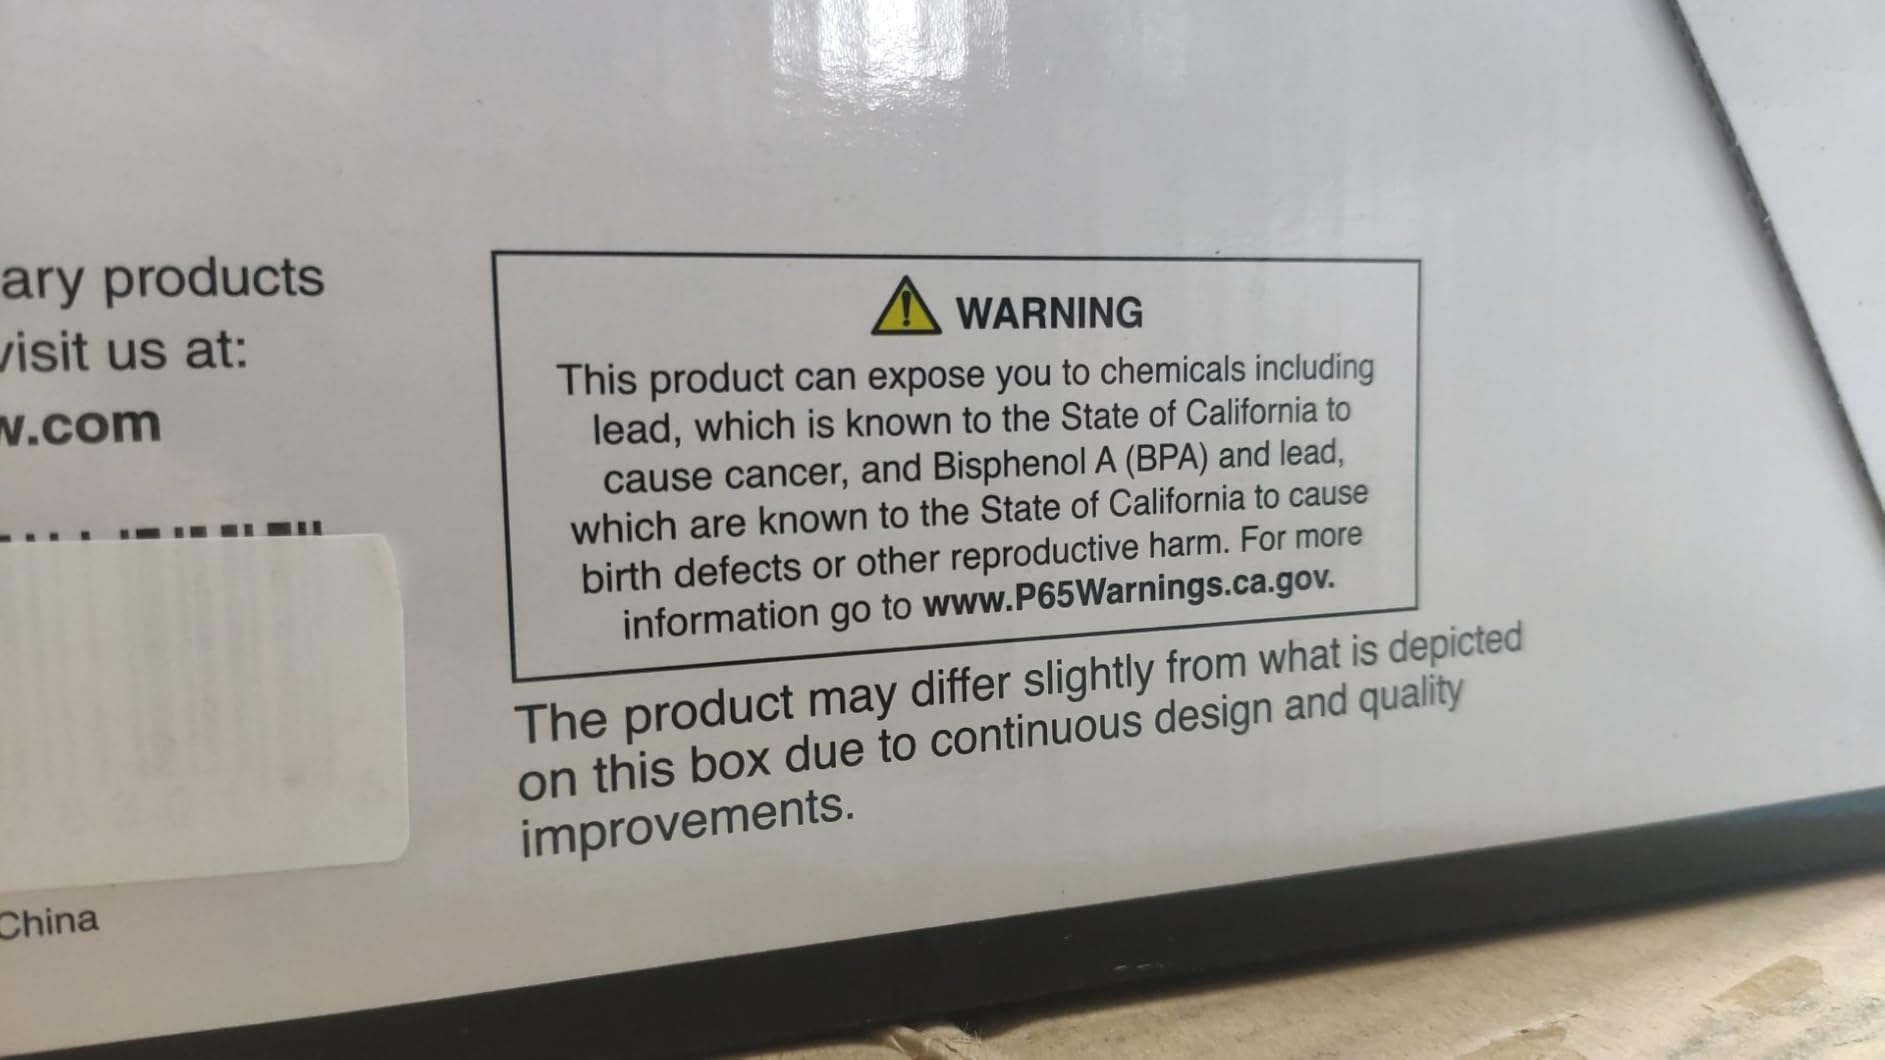 products
us at:
WARNING
This product can expose you to chemicals including
lead, which is known to the State of California to
cause cancer, and Bisphenol A (BPA) and lead,
which are known to the State of California to cause
birth defects or other reproductive harm. For more
information go to www.P65Warnings.ca.gov.
The product may differ slightly from what is depicted
on this box due to continuous design and quality
improvements.
China